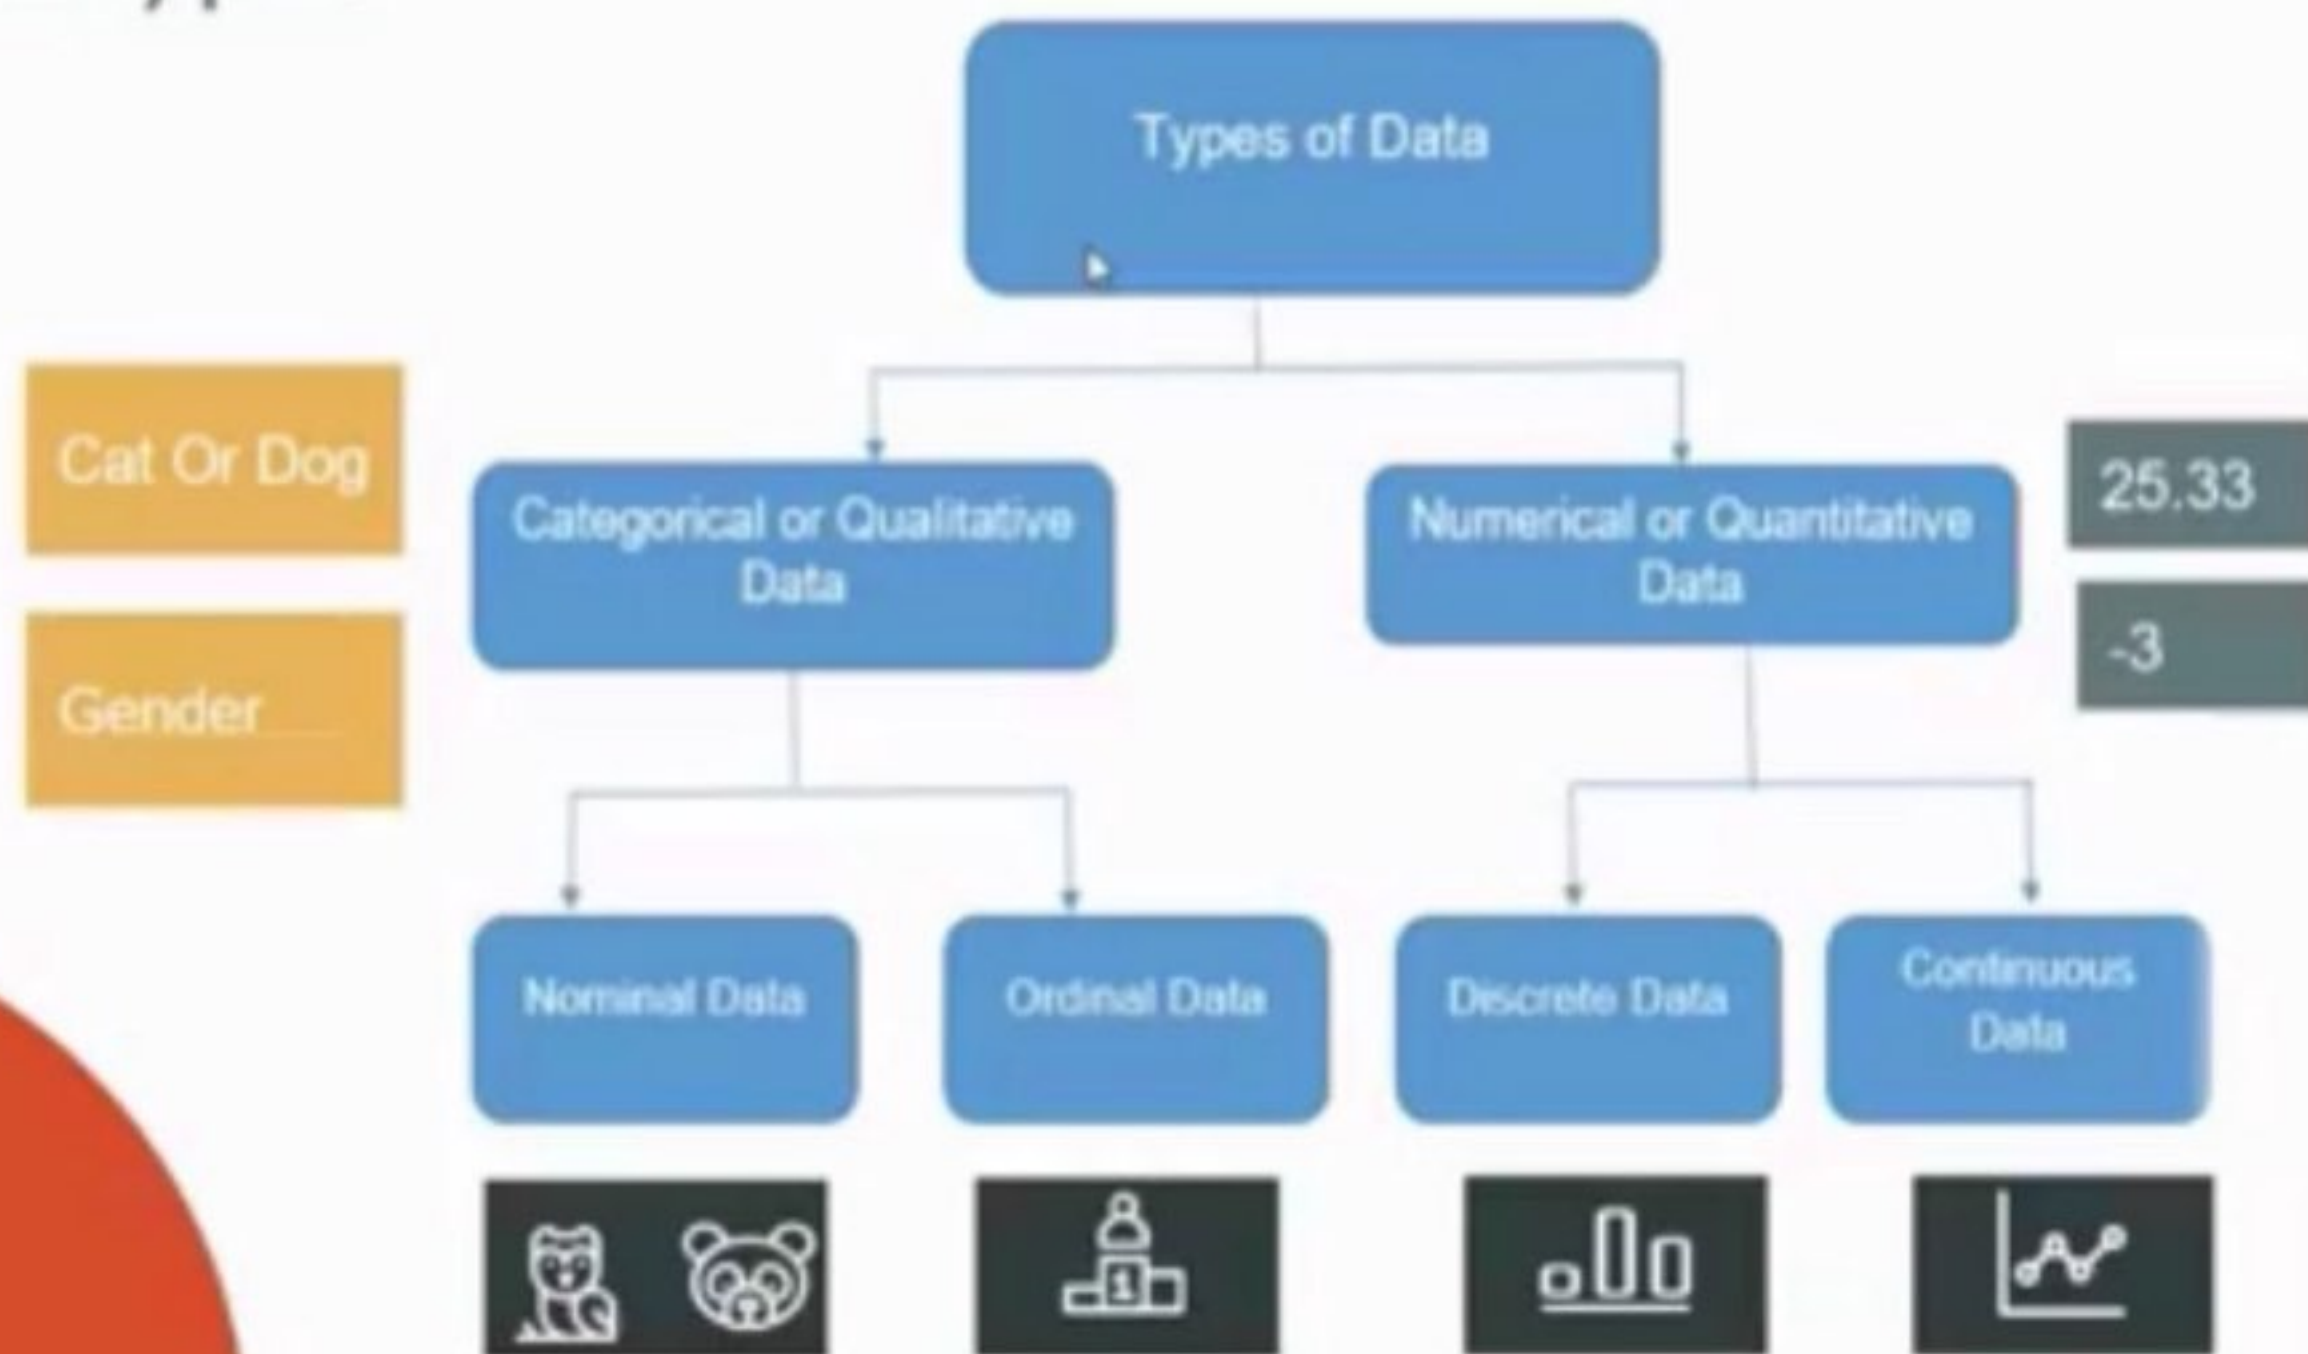 Types of Data
Cat Or Dog
Categorical or Qualitative
Data
Numerical or Quantitative
Data
25.33
-3
Gender
Nominal Data
Ordinal Data
Discrete Data
Continuous
Data
1